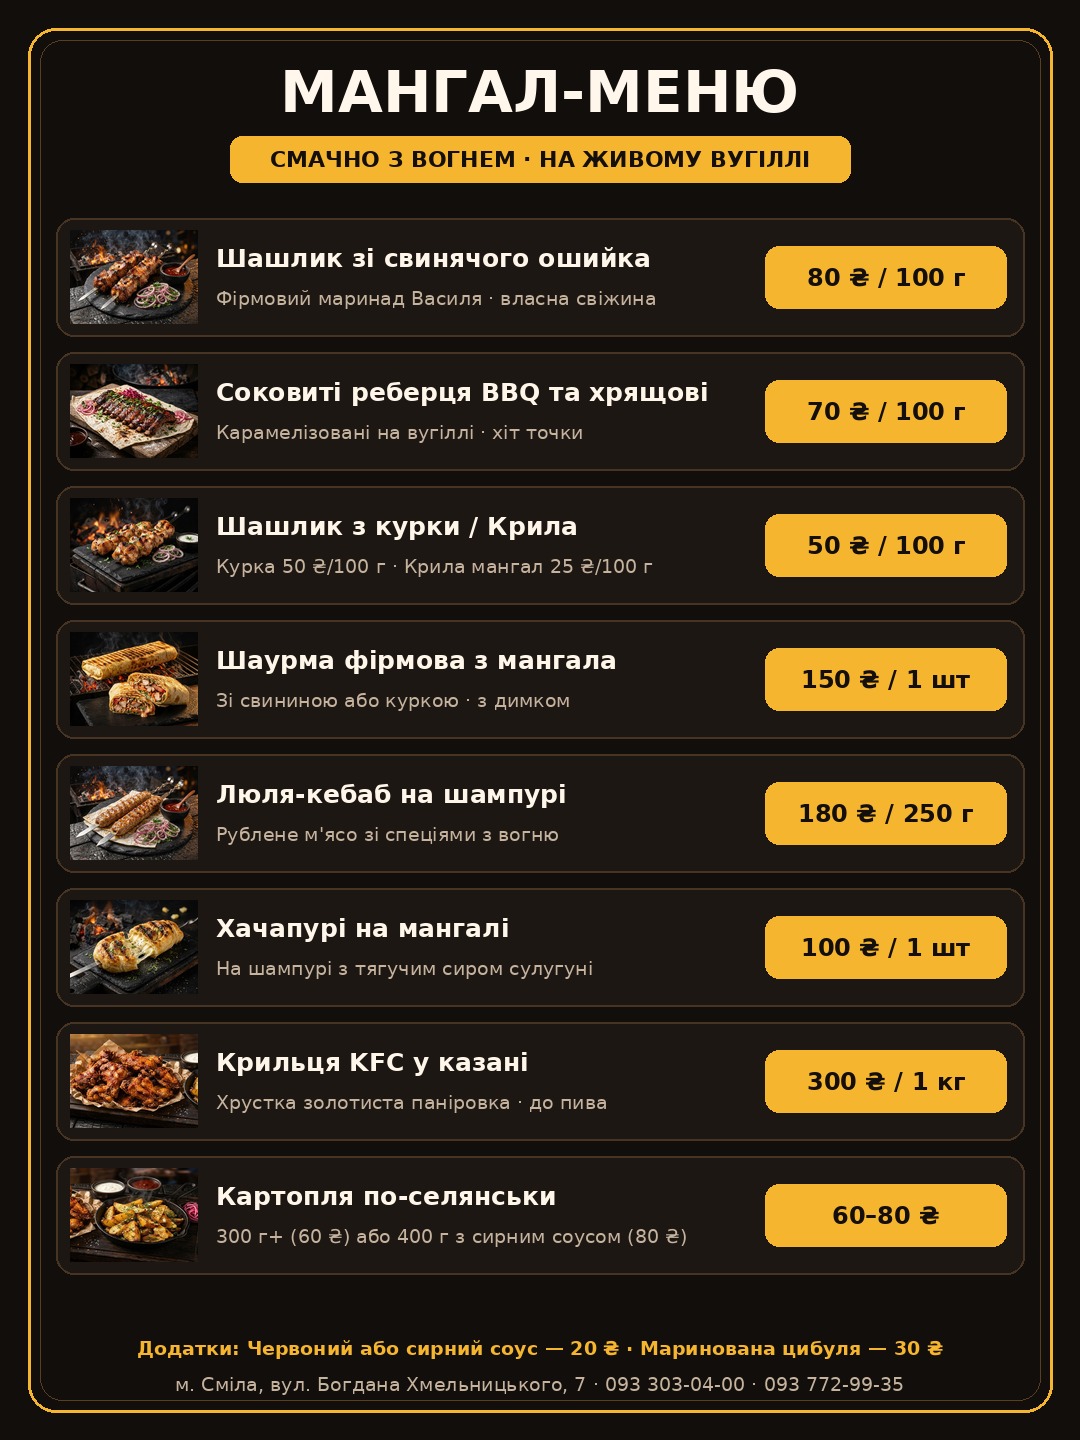 МАНГАЛ-МЕНЮ
СМАЧНО З ВОГНЕМ · НА ЖИВОМУ ВУГІЛЛІ
Шашлик зі свинячого ошийка
Фірмовий маринад Василя · власна свіжина
80 ₴ / 100 г
Соковиті реберця BBQ та хрящові
Карамелізовані на вугіллі · хіт точки
70 ₴ / 100 г
Шашлик з курки / Крила
Курка 50 ₴/100 г · Крила мангал 25 ₴/100 г
50 ₴ / 100 г
Шаурма фірмова з мангала
Зі свининою або куркою · з димком
150 ₴ / 1 шт
Люля-кебаб на шампурі
Рублене м'ясо зі спеціями з вогню
180 ₴ / 250 г
Хачапурі на мангалі
На шампурі з тягучим сиром сулугуні
100 ₴ / 1 шт
Крильця KFC у казані
Хрустка золотиста паніровка · до пива
300 ₴ / 1 кг
Картопля по-селянськи
300 г+ (60 ₴) або 400 г з сирним соусом (80 ₴)
60–80 ₴
Додатки: Червоний або сирний соус — 20 ₴ · Маринована цибуля — 30 ₴
м. Сміла, вул. Богдана Хмельницького, 7 · 093 303-04-00 · 093 772-99-35